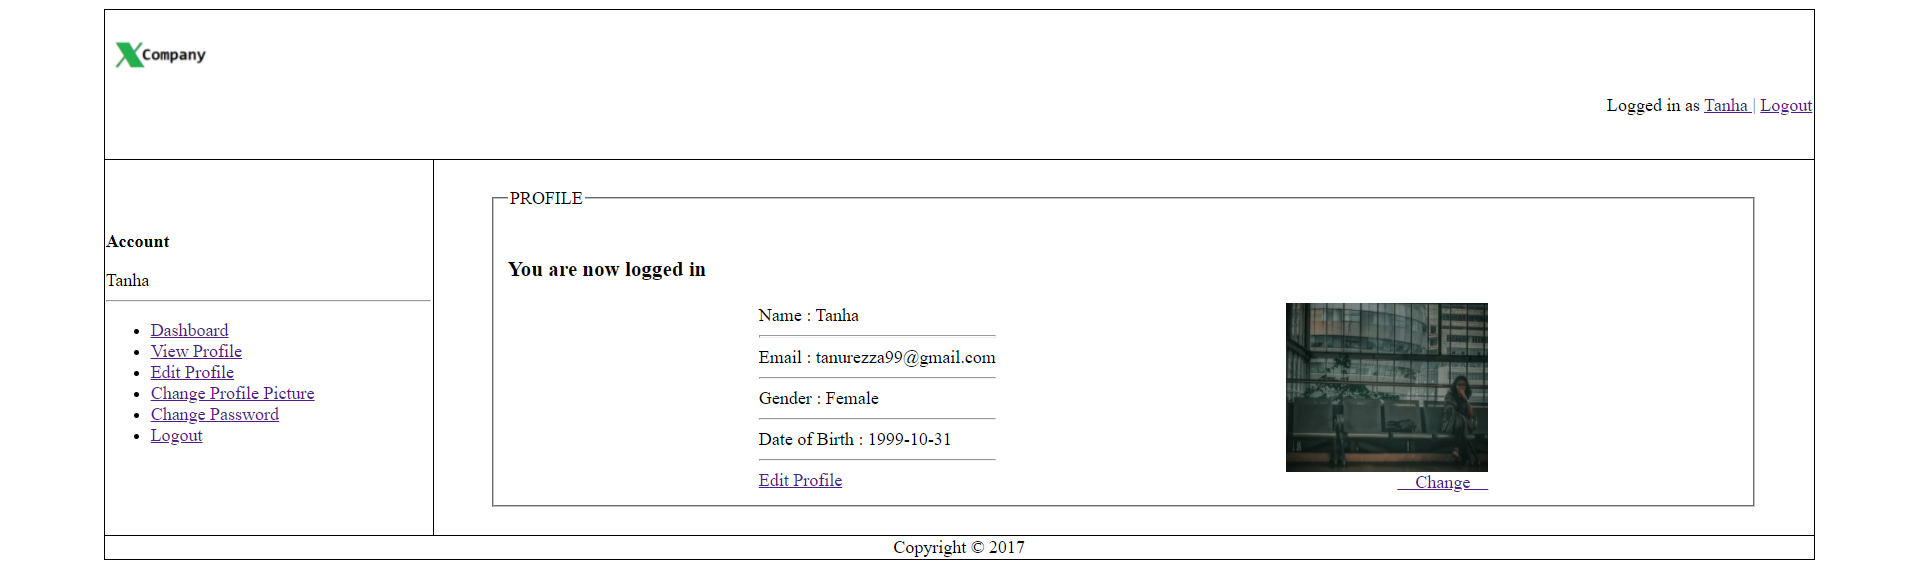 XCompany
Logged in as Tanha | Logout
Account
Tanha
Dashboard
View Profile
Edit Profile
Change Profile Picture
Change Password
Logout
PROFILE
You are now logged in
Name : Tanha
Email : tanurezza99@gmail.com
Gender : Female
Date of Birth : 1999-10-31
Edit Profile
Change
Copyright © 2017